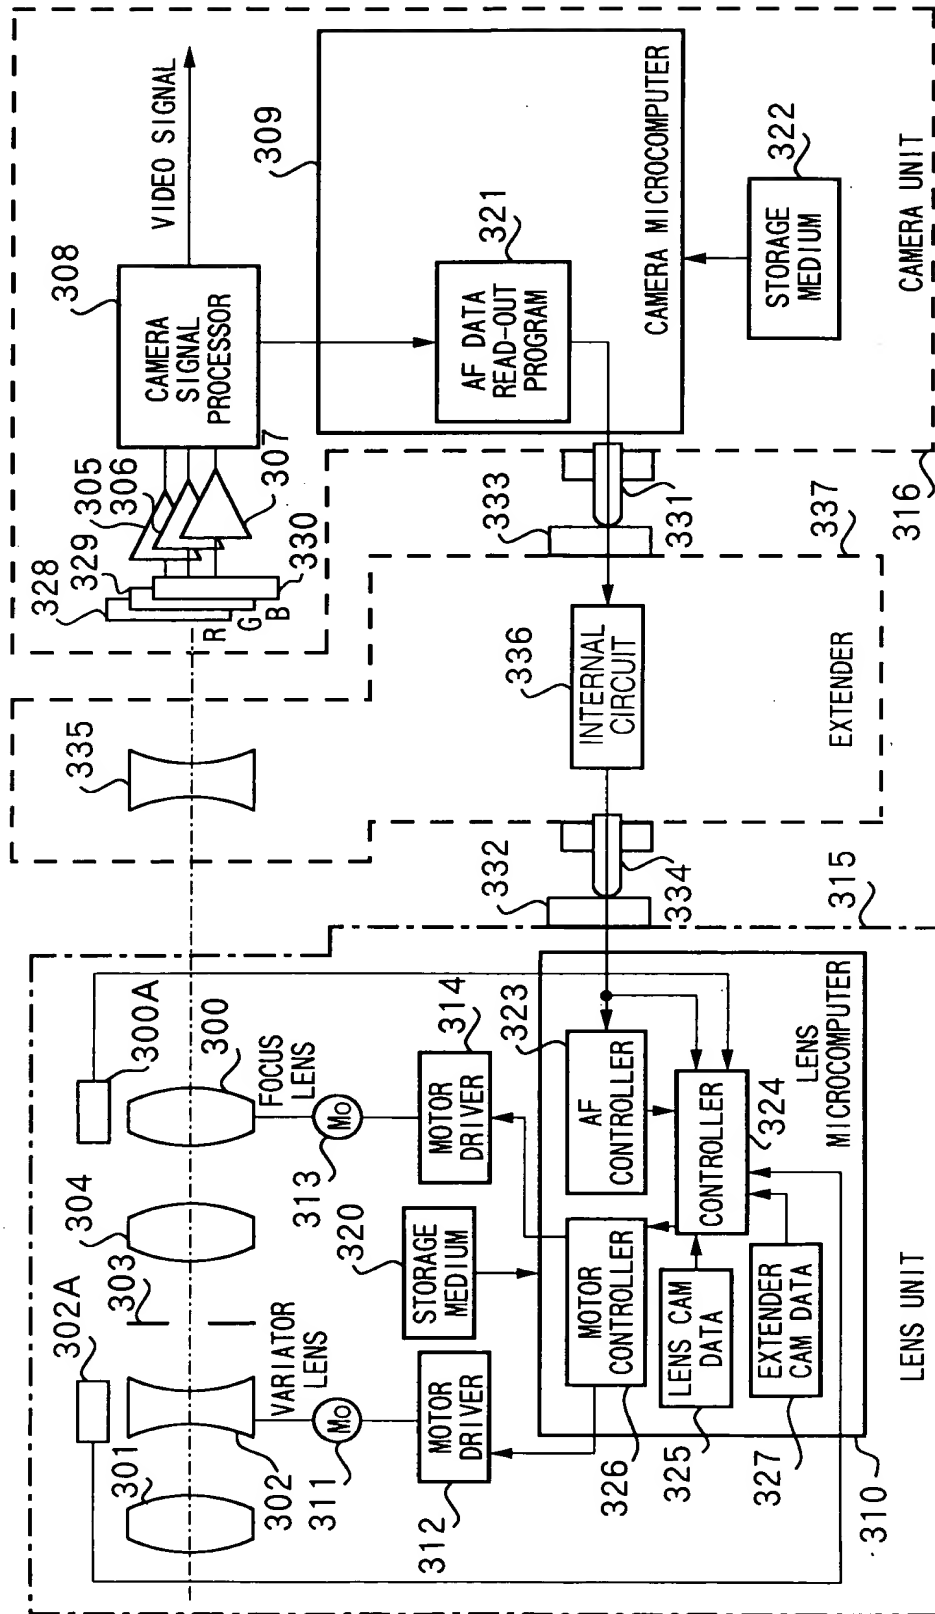 302A
301
302
VARIATOR
LENS
Mo
311
MOTOR
DRIVER
312
303
304
STORAGE
MEDIUM
320
300A
300
FOCUS
LENS
Mo
313
MOTOR
DRIVER
314
AF
CONTROLLER
323
MOTOR
CONTROLLER
326
CONTROLLER
324
LENS CAM
DATA
325
EXTENDER
CAM DATA
327
LENS
MICROCOMPUTER
310
LENS UNIT
315
332
334
335
INTERNAL
CIRCUIT
336
EXTENDER
337
333
331
328
329
330
R
G
B
305
306
307
CAMERA
SIGNAL
PROCESSOR
308
VIDEO SIGNAL
309
AF DATA
READ-OUT
PROGRAM
321
CAMERA MICROCOMPUTER
STORAGE
MEDIUM
322
CAMERA UNIT
316